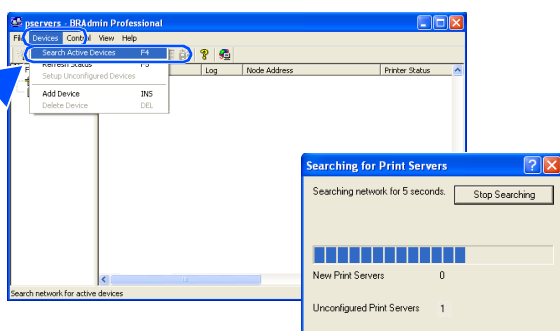 pservers - BRAdmin Professional
Devices Control View Help
Search Active Devices F4
Refresh Status F5
Setup Unconfigured Devices
Add Device INS
Delete Device DEL
Log Node Address Printer Status
Search network for active devices
Searching for Print Servers
Searching network for 5 seconds.
Stop Searching
New Print Servers 0
Unconfigured Print Servers 1